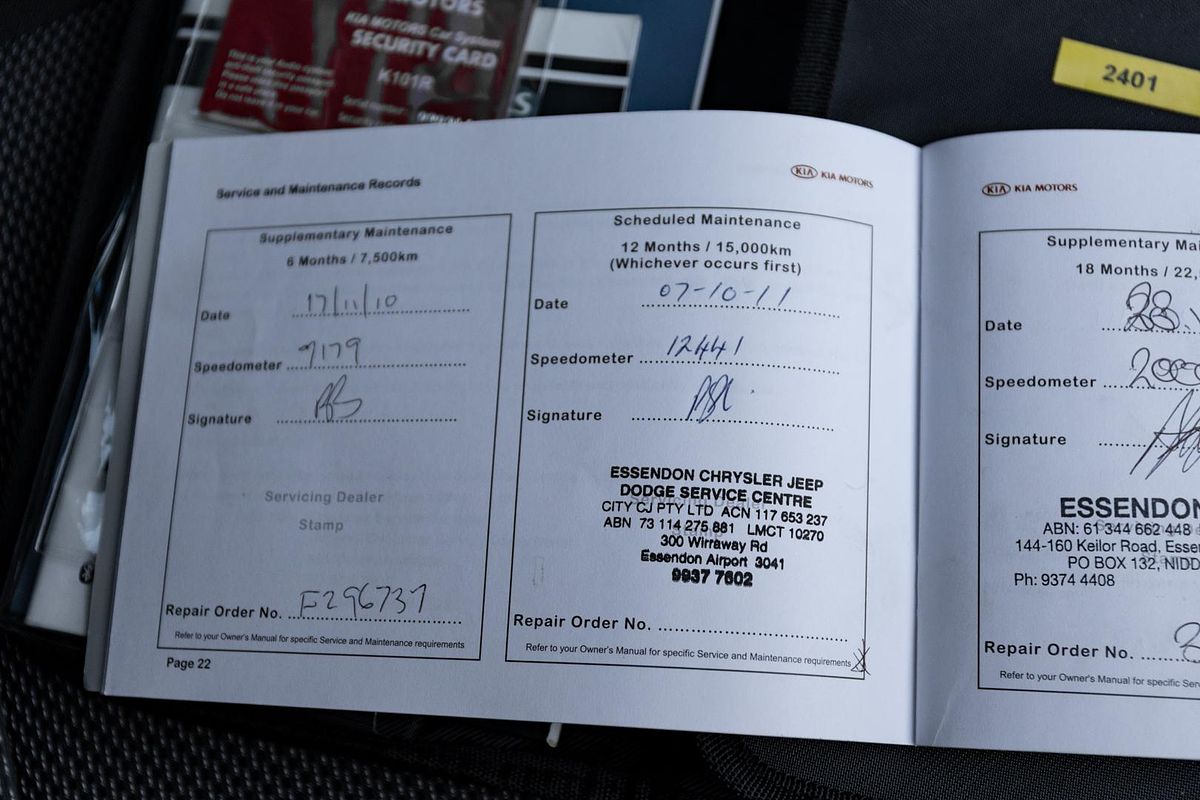 MOTORS
KIA MOTORS Car
SECURITY CARD
K101R
2401
Service and Maintenance Records
KIA KIA MOTORS
Supplementary Maintenance
6 Months / 7,500km
Date 17/11/10
Speedometer 7179
Signature
Servicing Dealer
Stamp
Repair Order No. F296737
Refer to your Owner's Manual for specific Service and Maintenance requirements
Page 22
Scheduled Maintenance
12 Months / 15,000km
(Whichever occurs first)
Date 07-10-11
Speedometer 12441
Signature
ESSENDON CHRYSLER JEEP
DODGE SERVICE CENTRE
CITY CJ PTY LTD ACN 117 653 237
ABN 73 114 275 881 LMCT 10270
300 Wirraway Rd
Essendon Airport 3041
9937 7602
Repair Order No.
Refer to your Owner's Manual for specific Service and Maintenance requirements
KIA KIA MOTORS
Supplementary Mai
18 Months / 22,
Date 28.
Speedometer 2000
Signature
ESSENDON
ABN: 61 344 662 448
144-160 Keilor Road, Esse
PO BOX 132, NIDD
Ph: 9374 4408
Repair Order No. 2
Refer to your Owner's Manual for specific Ser